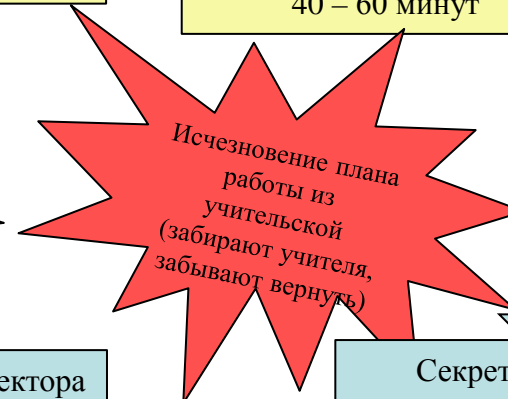 40 – 60 минут
Исчезновение плана
работы из
учительской
(забирают учителя,
забывают вернуть)
ектора
Секрет